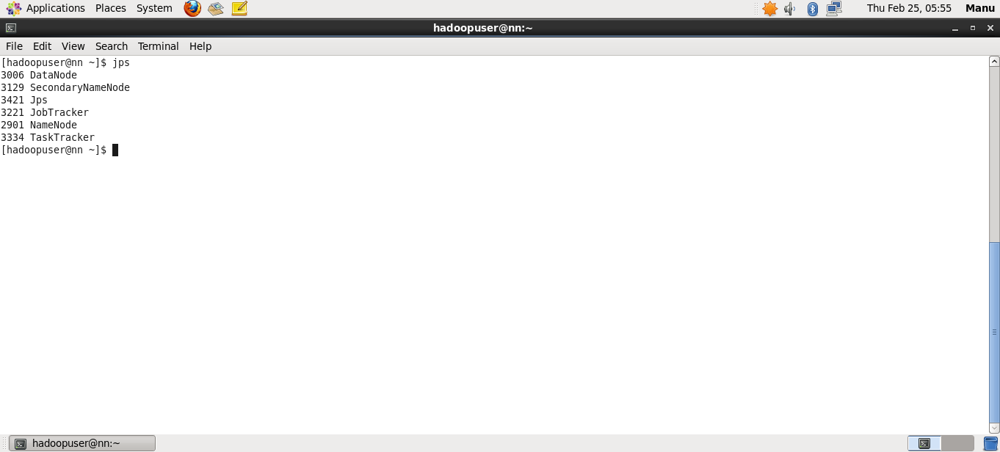 Applications Places System Thu Feb 25, 05:55 Manu
hadoopuser@nn:~
File Edit View Search Terminal Help
[hadoopuser@nn ~]$ jps
3006 DataNode
3129 SecondaryNameNode
3421 Jps
3221 JobTracker
2901 NameNode
3334 TaskTracker
[hadoopuser@nn ~]$
hadoopuser@nn:~